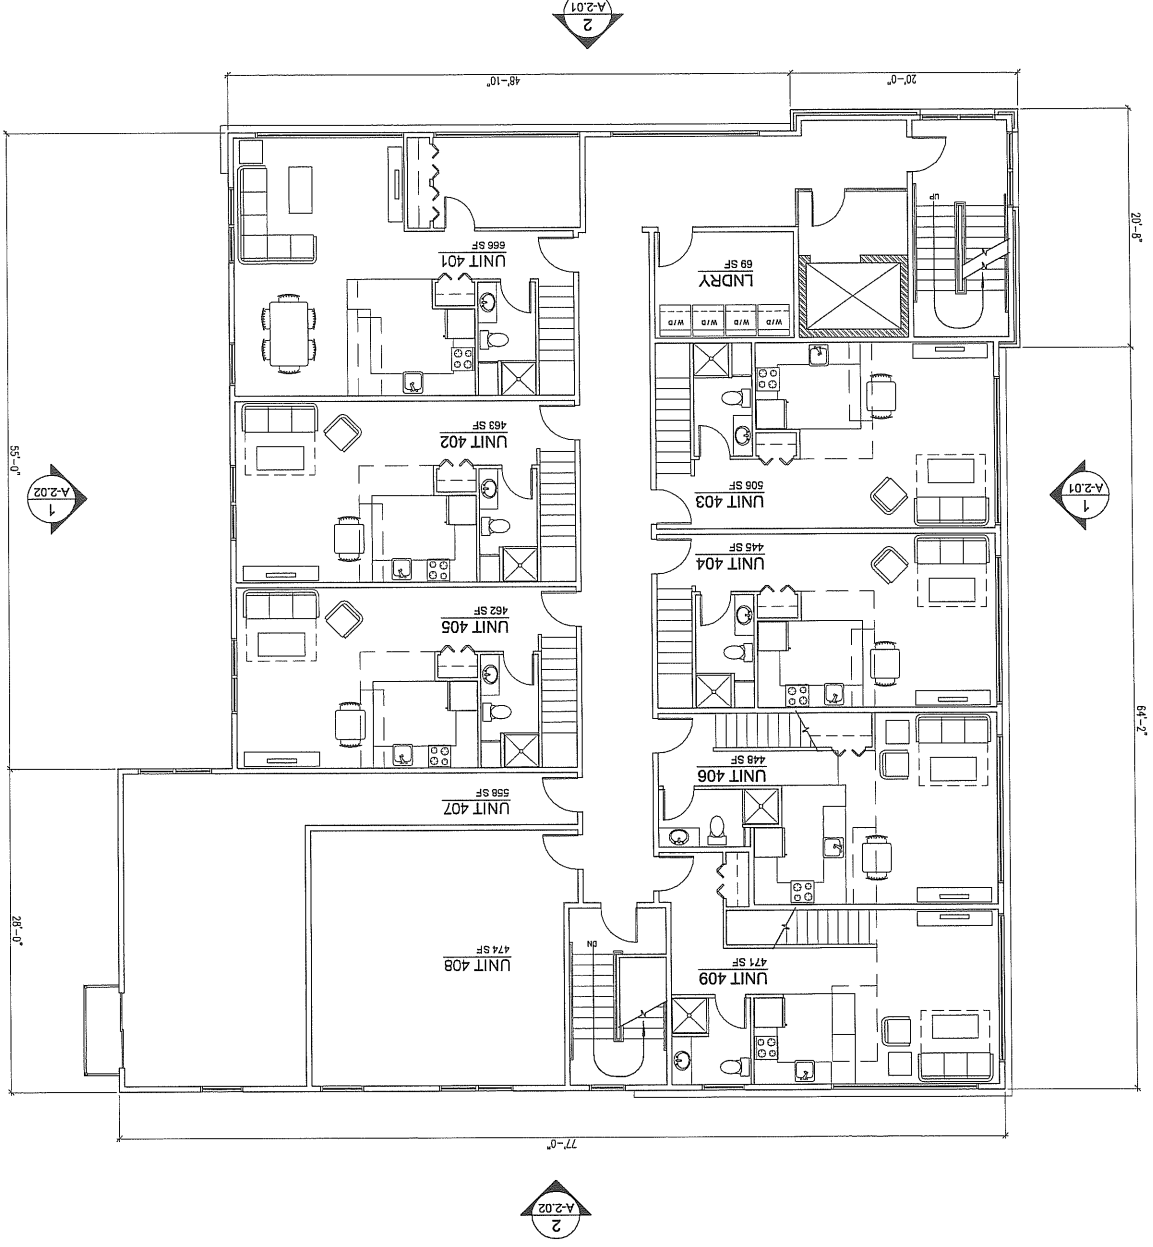 2
A-2.02
77'-0"
28'-0"
UNIT 409
471 SF
DN
UNIT 408
474 SF
UNIT 407
558 SF
UNIT 406
448 SF
64'-2"
UNIT 405
462 SF
UNIT 404
445 SF
1
A-2.01
UNIT 403
506 SF
1
A-2.02
55'-0"
UNIT 402
463 SF
W/D
W/D
W/D
W/D
LNDRY
69 SF
UNIT 401
666 SF
20'-8"
UP
20'-0"
48'-10"
2
A-2.01